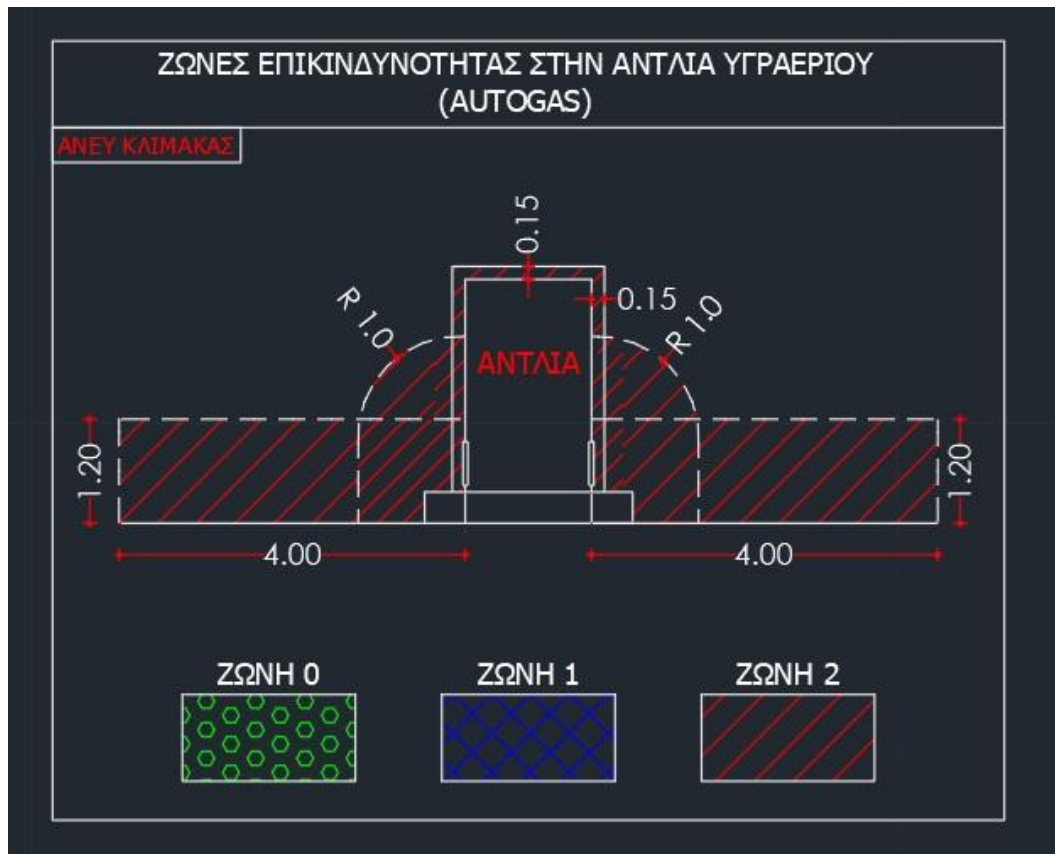 ΖΩΝΕΣ ΕΠΙΚΙΝΔΥΝΟΤΗΤΑΣ ΣΤΗΝ ΑΝΤΛΙΑ ΥΓΡΑΕΡΙΟΥ
(AUTOGAS)
ΑΝΕΥ ΚΛΙΜΑΚΑΣ
0.15
0.15
R 1.0
R 1.0
ΑΝΤΛΙΑ
1.20
1.20
4.00
4.00
ΖΩΝΗ 0
ΖΩΝΗ 1
ΖΩΝΗ 2